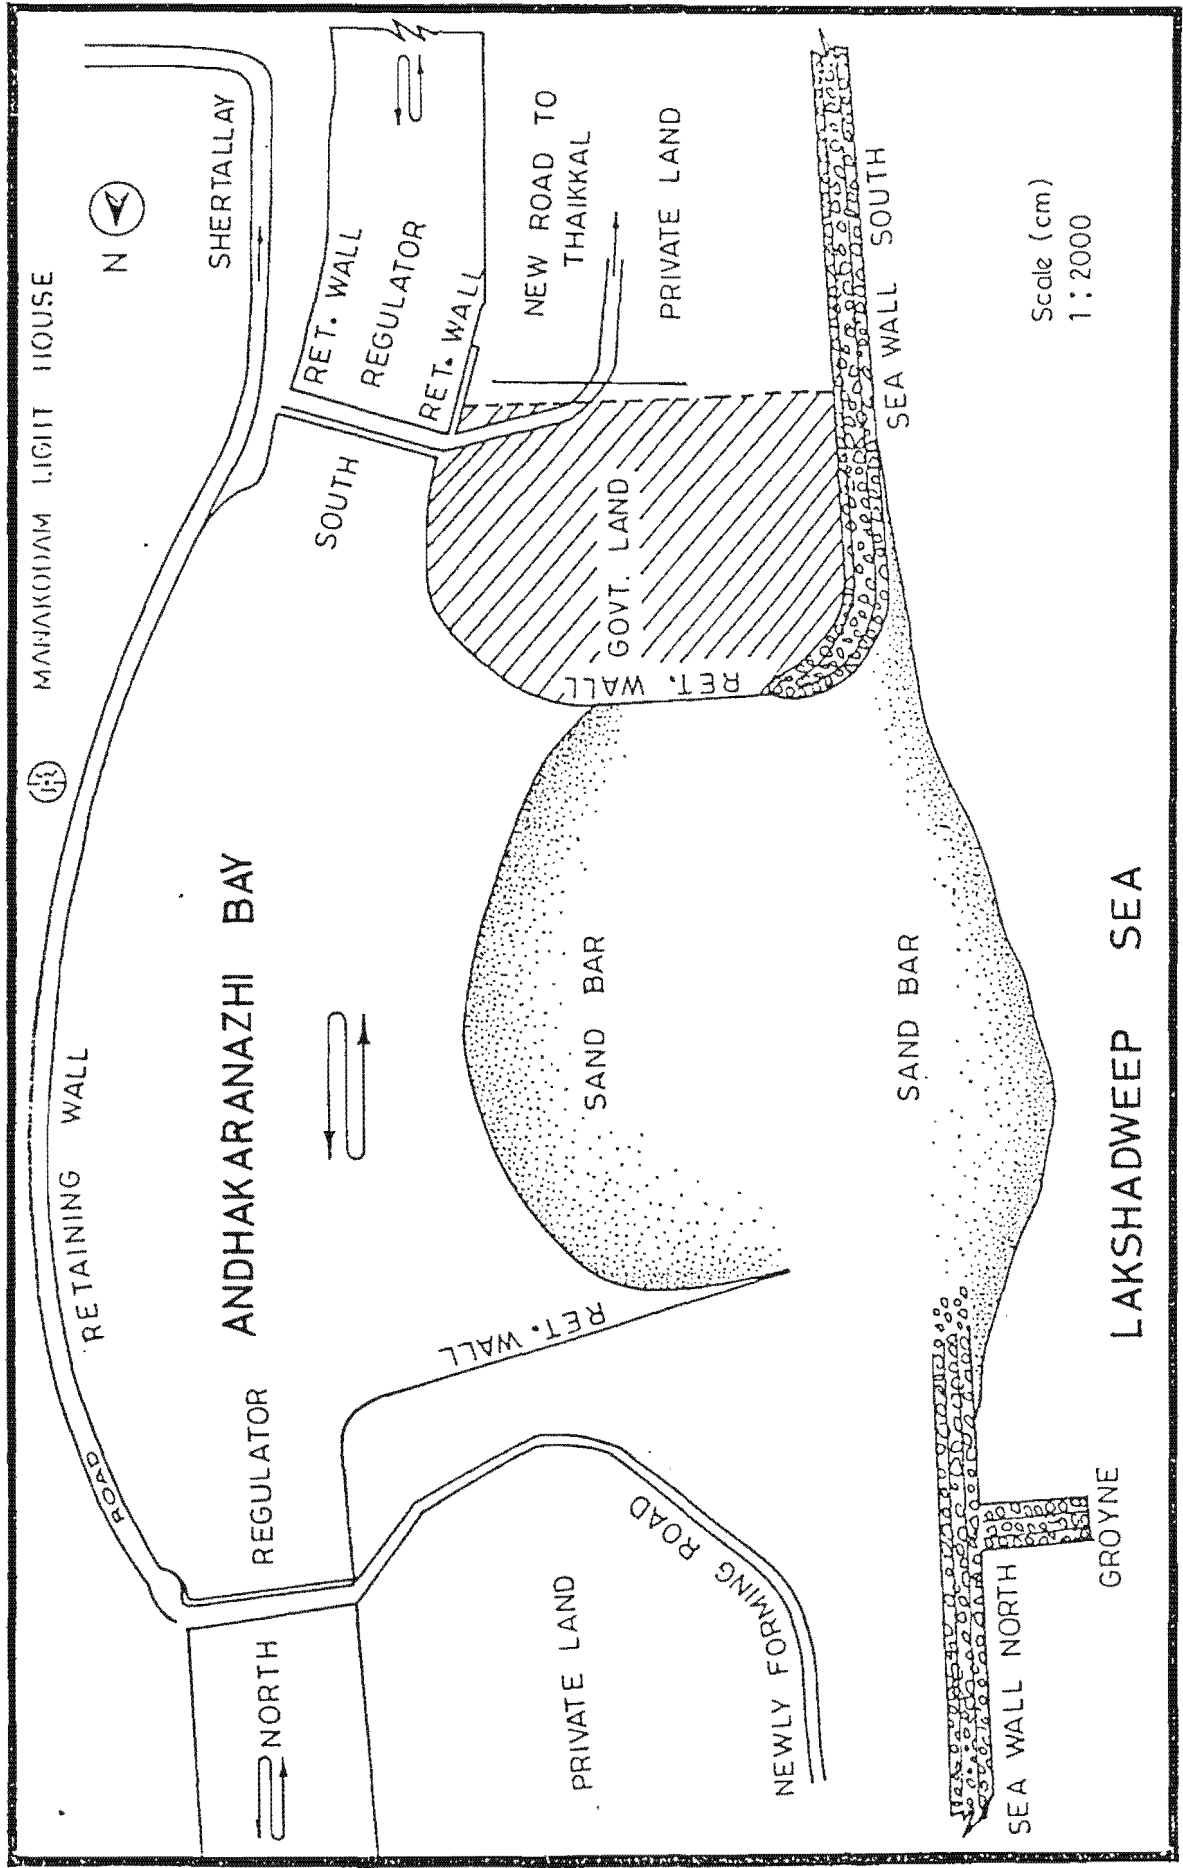 MANAKODAM LIGHT HOUSE
N
SHERTALLAY
ROAD
RETAINING WALL
NORTH REGULATOR
ANDHAKARANAZHI BAY
SOUTH
RET. WALL
REGULATOR
RET. WALL
NEW ROAD TO
THAIKKAL
PRIVATE LAND
GOVT. LAND
RET. WALL
RET. WALL
SAND BAR
SAND BAR
PRIVATE LAND
NEWLY FORMING ROAD
SEA WALL NORTH
GROYNE
SEA WALL SOUTH
LAKSHADWEEP SEA
Scale (cm)
1:2000